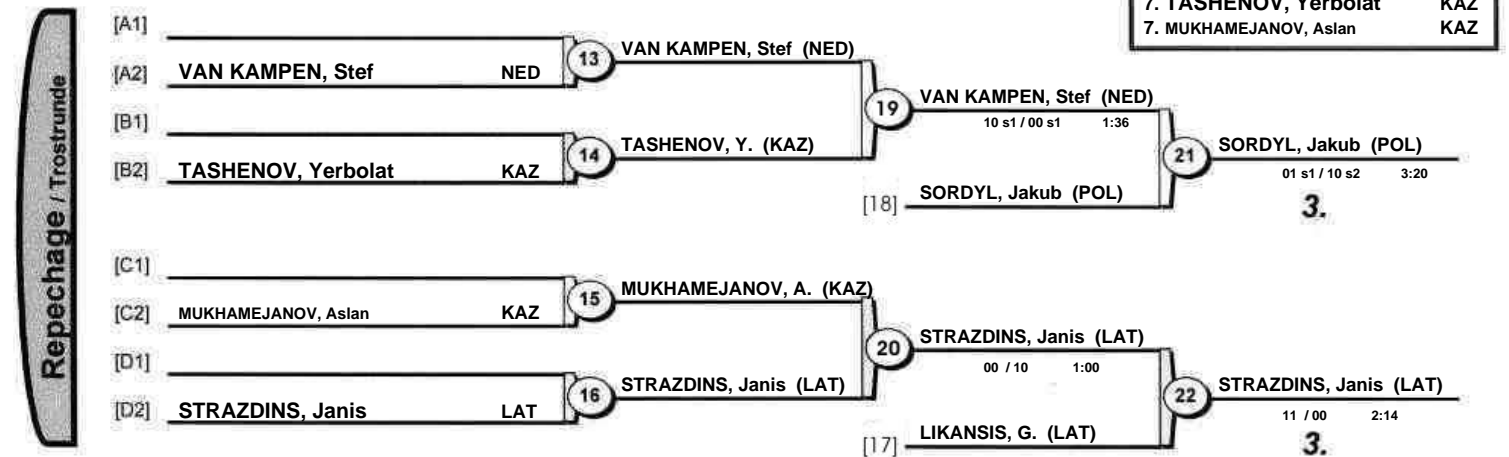 7. TASHENOV, Yerbolat KAZ
7. MUKHAMEJANOV, Aslan KAZ
Repechage / Trostrunde
[A1]
[A2] VAN KAMPEN, Stef NED
13
VAN KAMPEN, Stef (NED)
[B1]
[B2] TASHENOV, Yerbolat KAZ
14
TASHENOV, Y. (KAZ)
19
VAN KAMPEN, Stef (NED)
10 s1 / 00 s1 1:36
[18] SORDYL, Jakub (POL)
21
SORDYL, Jakub (POL)
01 s1 / 10 s2 3:20
3.
[C1]
[C2] MUKHAMEJANOV, Aslan KAZ
15
MUKHAMEJANOV, A. (KAZ)
[D1]
[D2] STRAZDINS, Janis LAT
16
STRAZDINS, Janis (LAT)
20
STRAZDINS, Janis (LAT)
00 / 10 1:00
[17] LIKANSIS, G. (LAT)
22
STRAZDINS, Janis (LAT)
11 / 00 2:14
3.